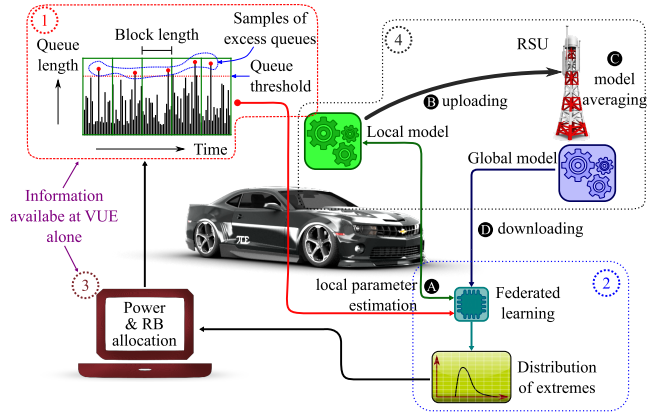 1
Block length
Samples of
excess queues
Queue
length
Queue
threshold
Time
4
RSU
C
model
averaging
B uploading
Local model
Global model
Information
availabe at VUE
alone
D downloading
3
A
local parameter
estimation
2
Federated
learning
Power
& RB
allocation
Distribution
of extremes